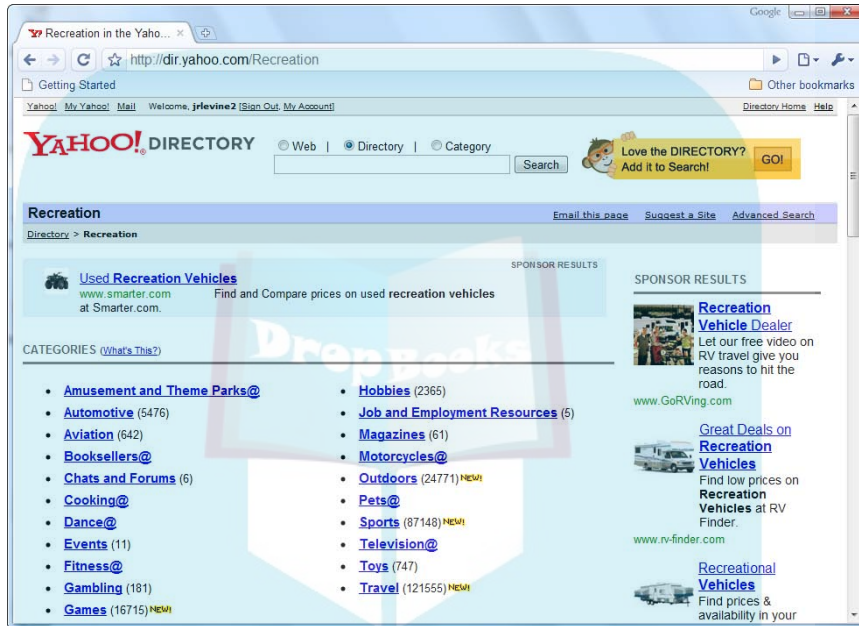 Google
Recreation in the Yaho...
http://dir.yahoo.com/Recreation
Getting Started
Other bookmarks
Yahoo! My Yahoo! Mail Welcome, jrlevine2 [Sign Out, My Account]
Directory Home Help
YAHOO! DIRECTORY
Web | Directory | Category
Search
Love the DIRECTORY?
Add it to Search!
GO!
Recreation
Email this page Suggest a Site Advanced Search
Directory > Recreation
SPONSOR RESULTS
Used Recreation Vehicles
www.smarter.com Find and Compare prices on used recreation vehicles
at Smarter.com.
CATEGORIES (What's This?)
DropBooks
Amusement and Theme Parks@
Automotive (5476)
Aviation (642)
Booksellers@
Chats and Forums (6)
Cooking@
Dance@
Events (11)
Fitness@
Gambling (181)
Games (16715) NEW!
Hobbies (2365)
Job and Employment Resources (5)
Magazines (61)
Motorcycles@
Outdoors (24771) NEW!
Pets@
Sports (87148) NEW!
Television@
Toys (747)
Travel (121555) NEW!
SPONSOR RESULTS
Recreation
Vehicle Dealer
Let our free video on
RV travel give you
reasons to hit the
road.
www.GoRVing.com
Great Deals on
Recreation
Vehicles
Find low prices on
Recreation
Vehicles at RV
Finder.
www.rv-finder.com
Recreational
Vehicles
Find prices &
availability in your